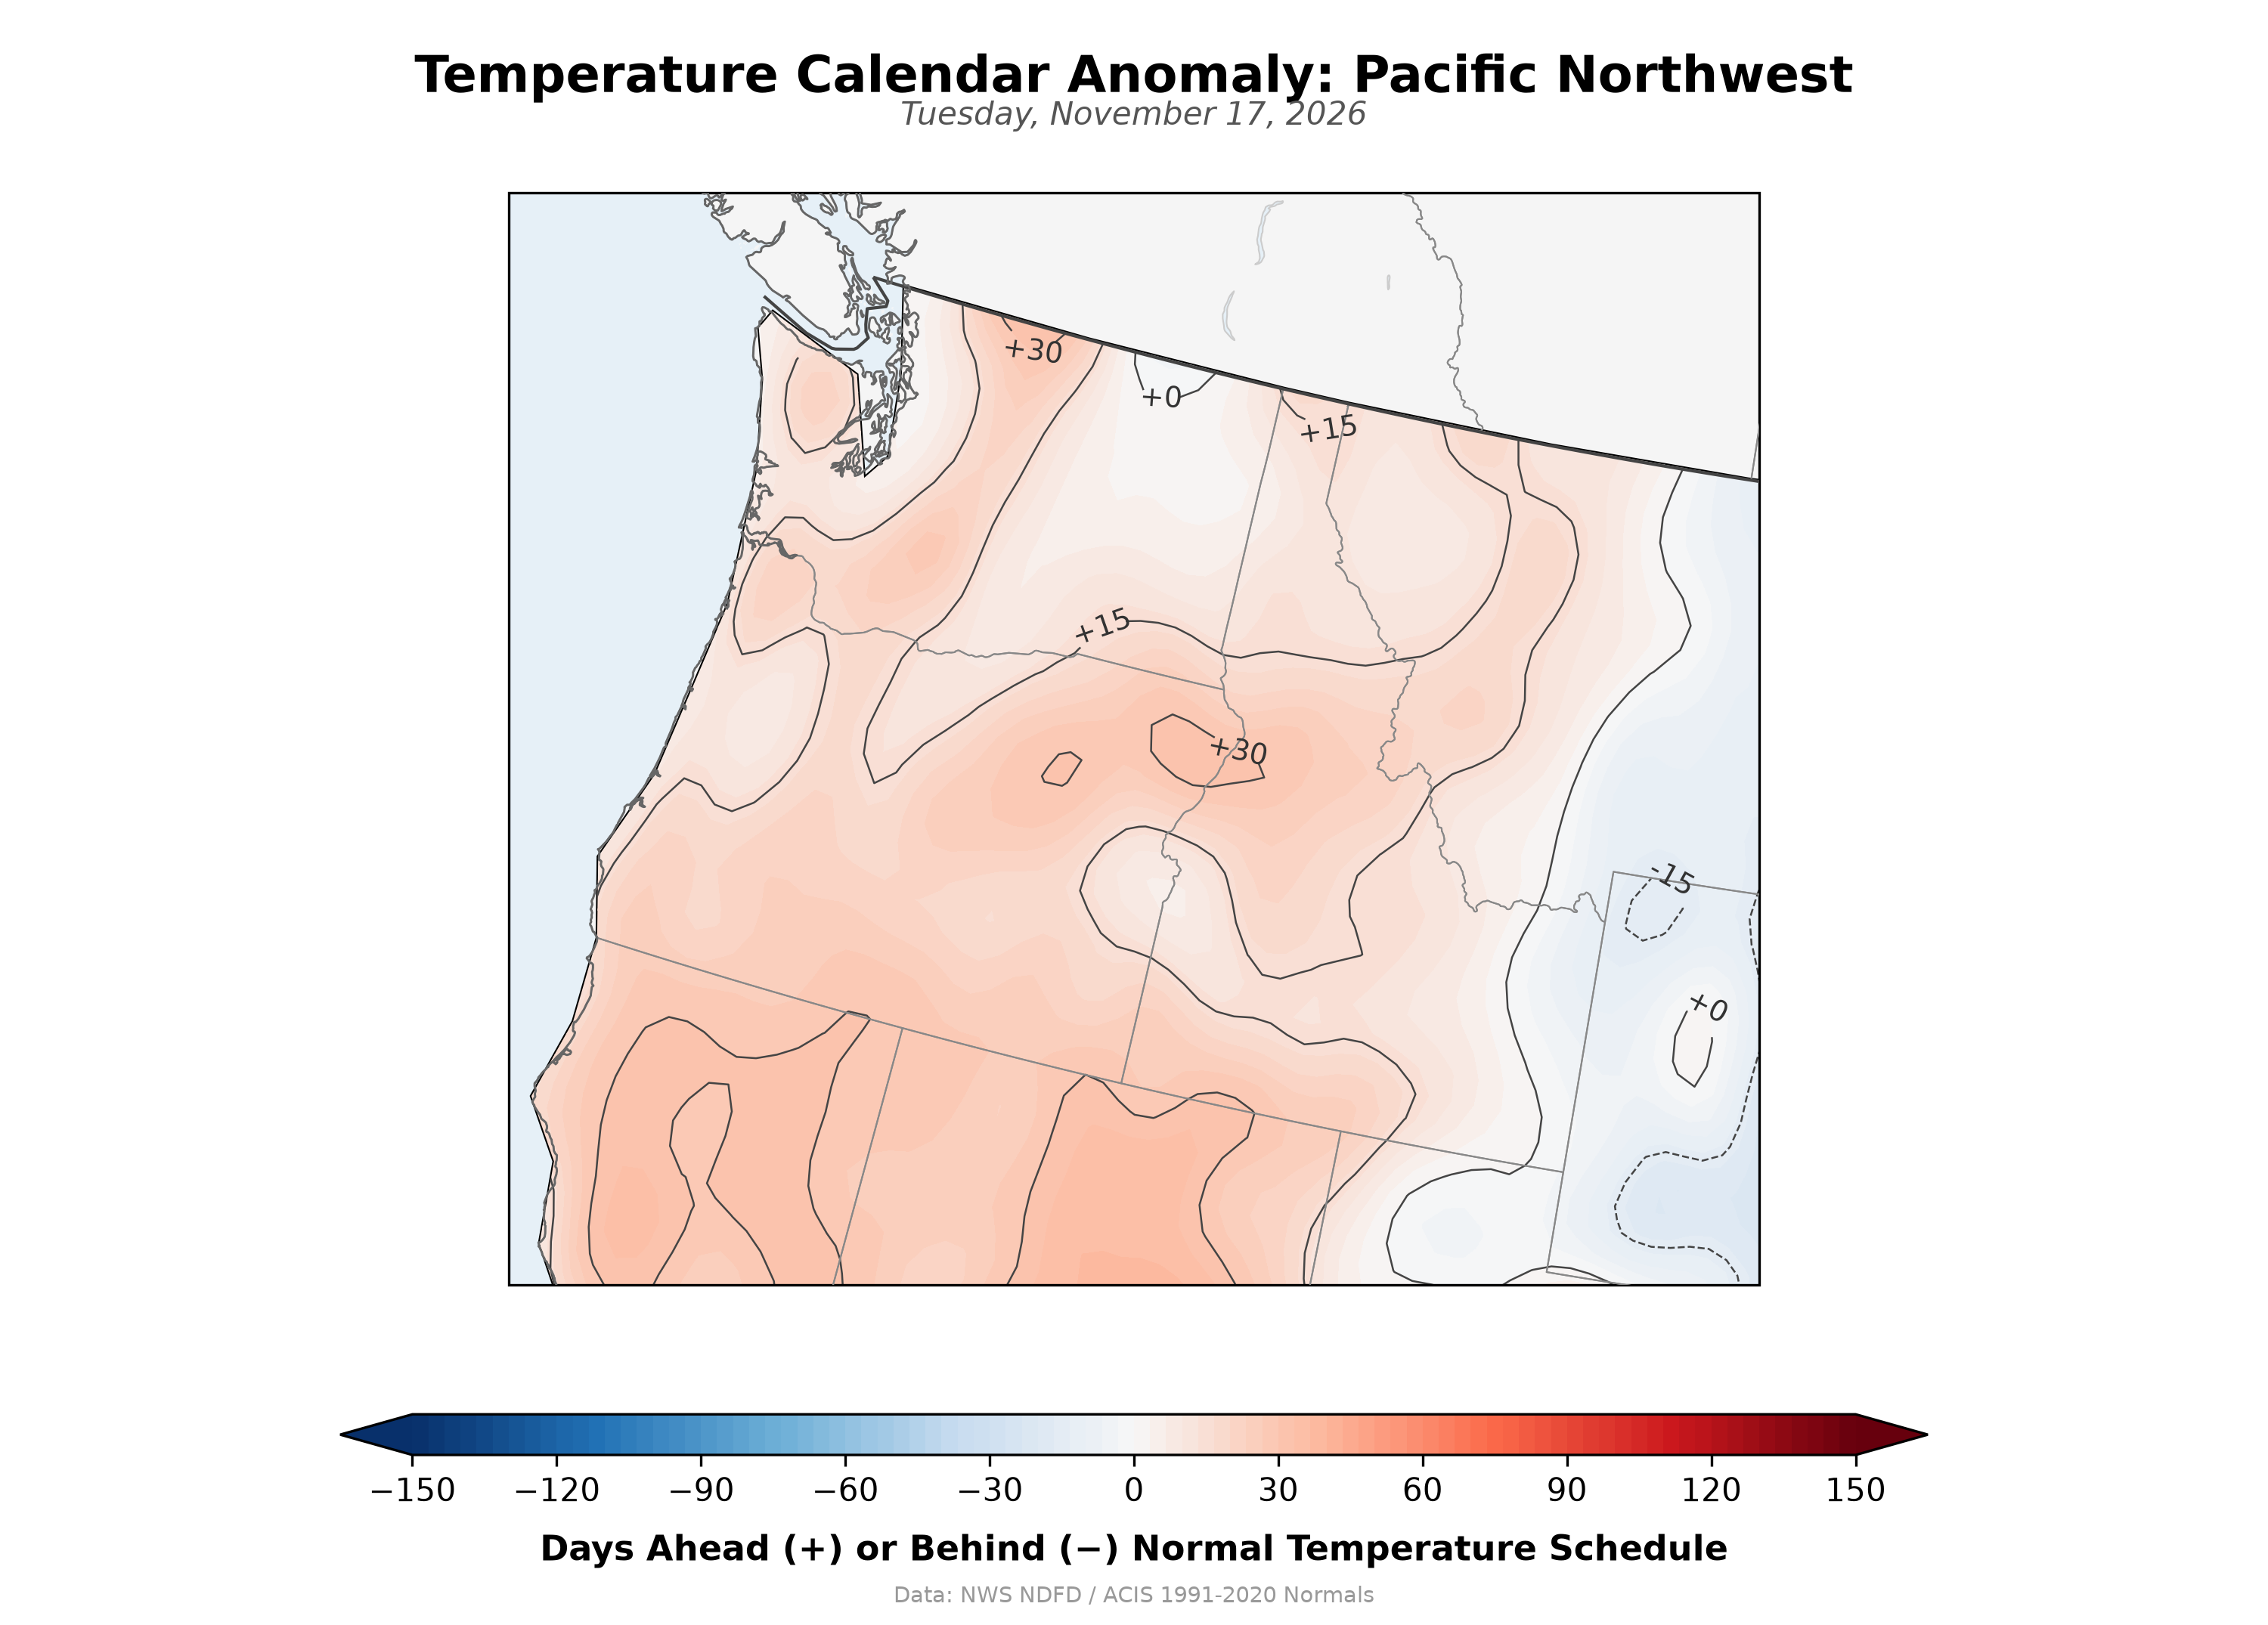 Temperature Calendar Anomaly: Pacific Northwest
Tuesday, November 17, 2026
+30
+0
+15
+15
+30
-15
+0
−150 −120 −90 −60 −30 0 30 60 90 120 150
Days Ahead (+) or Behind (−) Normal Temperature Schedule
Data: NWS NDFD / ACIS 1991-2020 Normals